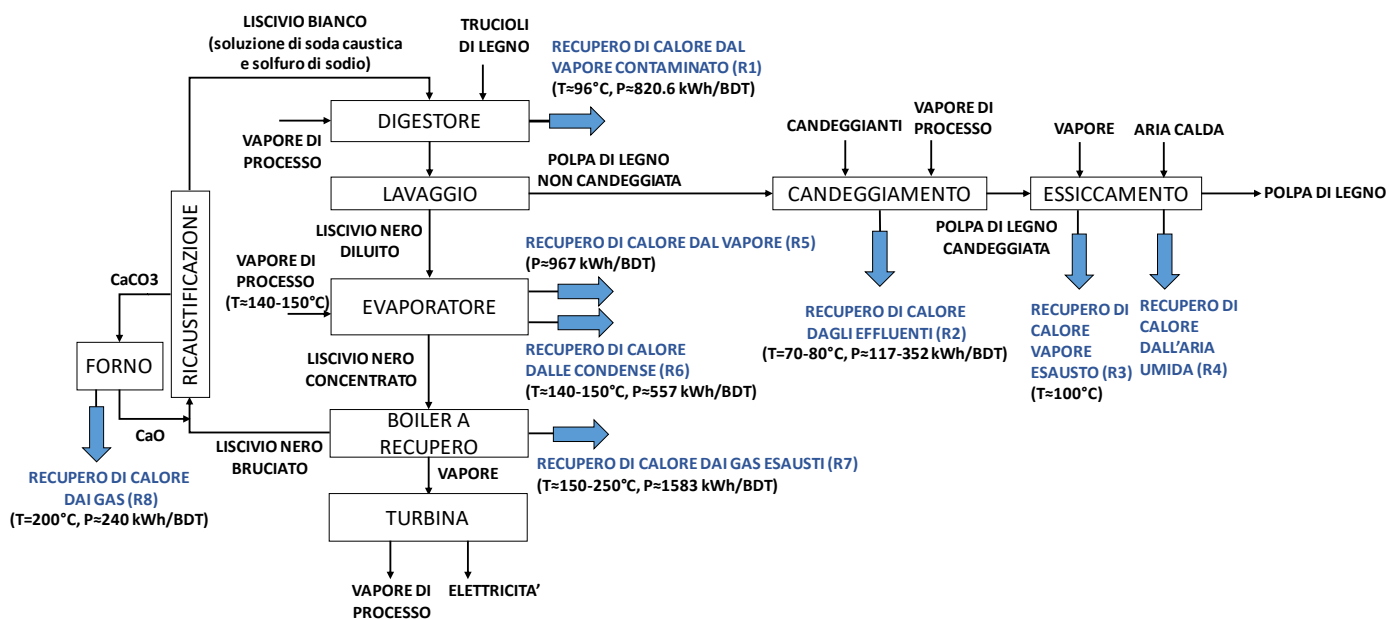 LISCIVIO BIANCO
(soluzione di soda caustica
e solfuro di sodio)
TRUCIOLI
DI LEGNO
RECUPERO DI CALORE DAL
VAPORE CONTAMINATO (R1)
(T≈96°C, P≈820.6 kWh/BDT)
DIGESTORE
VAPORE DI
PROCESSO
CANDEGGIANTI
VAPORE DI
PROCESSO
VAPORE
ARIA CALDA
POLPA DI LEGNO
NON CANDEGGIATA
LAVAGGIO
CANDEGGIAMENTO
ESSICCAMENTO
POLPA DI LEGNO
LISCIVIO NERO
DILUITO
POLPA DI LEGNO
CANDEGGIATA
RICAUSTIFICAZIONE
CaCO3
VAPORE DI
PROCESSO
(T≈140-150°C)
EVAPORATORE
RECUPERO DI CALORE DAL VAPORE (R5)
(P≈967 kWh/BDT)
RECUPERO DI CALORE
DALLE CONDENSE (R6)
(T≈140-150°C, P≈557 kWh/BDT)
RECUPERO DI CALORE
DAGLI EFFLUENTI (R2)
(T=70-80°C, P≈117-352 kWh/BDT)
RECUPERO DI
CALORE
VAPORE
ESAUSTO (R3)
(T≈100°C)
RECUPERO DI
CALORE
DALL'ARIA
UMIDA (R4)
FORNO
CaO
LISCIVIO NERO
CONCENTRATO
BOILER A
RECUPERO
LISCIVIO NERO
BRUCIATO
RECUPERO DI CALORE DAI GAS ESAUSTI (R7)
(T≈150-250°C, P≈1583 kWh/BDT)
RECUPERO DI CALORE
DAI GAS (R8)
(T=200°C, P≈240 kWh/BDT)
VAPORE
TURBINA
VAPORE DI
PROCESSO
ELETTRICITA'